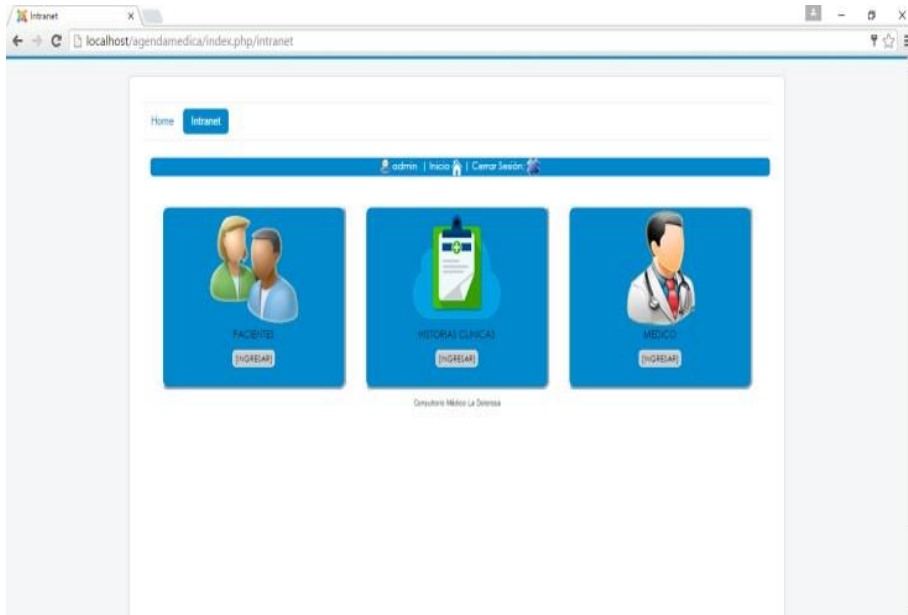 Intranet
localhost/agendamedica/index.php/intranet
Home Intranet
admin | Inicio | Cerrar Sesión
PACIENTES HISTORIAS CLINICAS MEDICO
[INGRESAR] [INGRESAR] [INGRESAR]
Consultorio Médico La Dolorosa